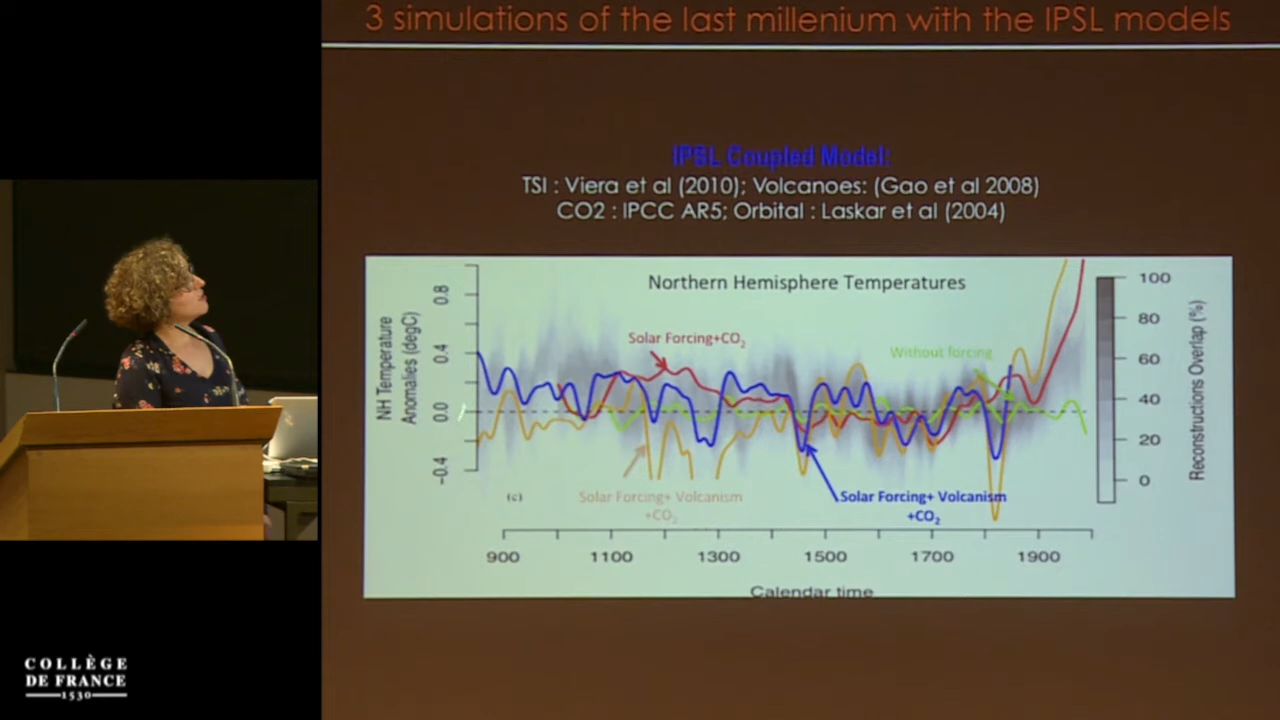 3 simulations of the last millenium with the IPSL models
IPSL Coupled Model:
TSI : Viera et al (2010); Volcanoes: (Gao et al 2008)
CO2 : IPCC AR5; Orbital : Laskar et al (2004)
Northern Hemisphere Temperatures
NH Temperature
Anomalies (degC)
0.8
0.4
0.0
−0.4
Solar Forcing+CO2
Without forcing
(c)
Solar Forcing+ Volcanism
+CO2
Solar Forcing+ Volcanism
+CO2
900 1100 1300 1500 1700 1900
Calendar time
100
80
60
40
20
0
Reconstructions Overlap (%)
COLLÈGE
DE FRANCE
1530